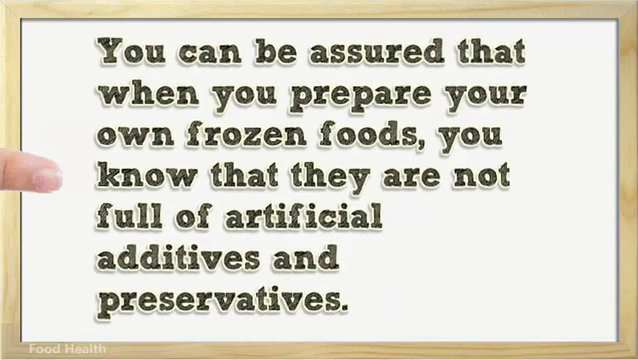 You can be assured that
when you prepare your
own frozen foods, you
know that they are not
full of artificial
additives and
preservatives.
Food Health